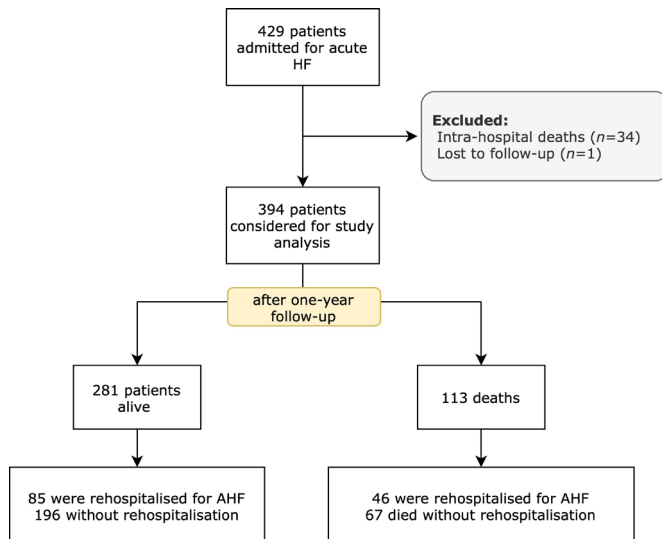 429 patients
admitted for acute
HF
Excluded:
Intra-hospital deaths (n=34)
Lost to follow-up (n=1)
394 patients
considered for study
analysis
after one-year
follow-up
281 patients
alive
113 deaths
85 were rehospitalised for AHF
196 without rehospitalisation
46 were rehospitalised for AHF
67 died without rehospitalisation